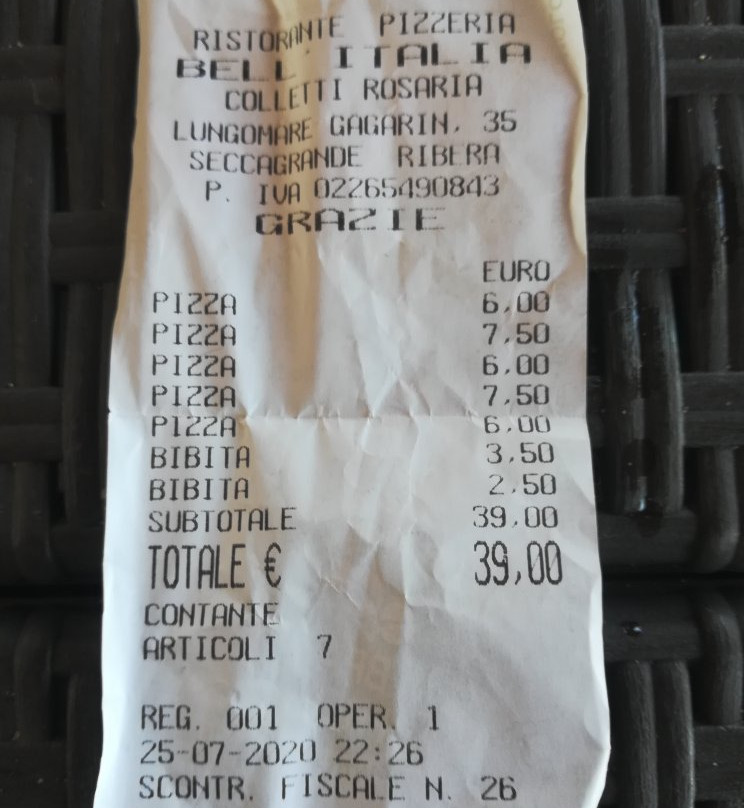 RISTORANTE PIZZERIA
BELL'ITALIA
COLLETTI ROSARIA
LUNGOMARE GAGARIN, 35
SECCAGRANDE RIBERA
P. IVA 02265490843
GRAZIE
EURO
PIZZA 6,00
PIZZA 7,50
PIZZA 6,00
PIZZA 7,50
PIZZA 6,00
BIBITA 3,50
BIBITA 2,50
SUBTOTALE 39,00
TOTALE € 39,00
CONTANTE
ARTICOLI 7
REG. 001 OPER. 1
25-07-2020 22:26
SCONTR. FISCALE N. 26